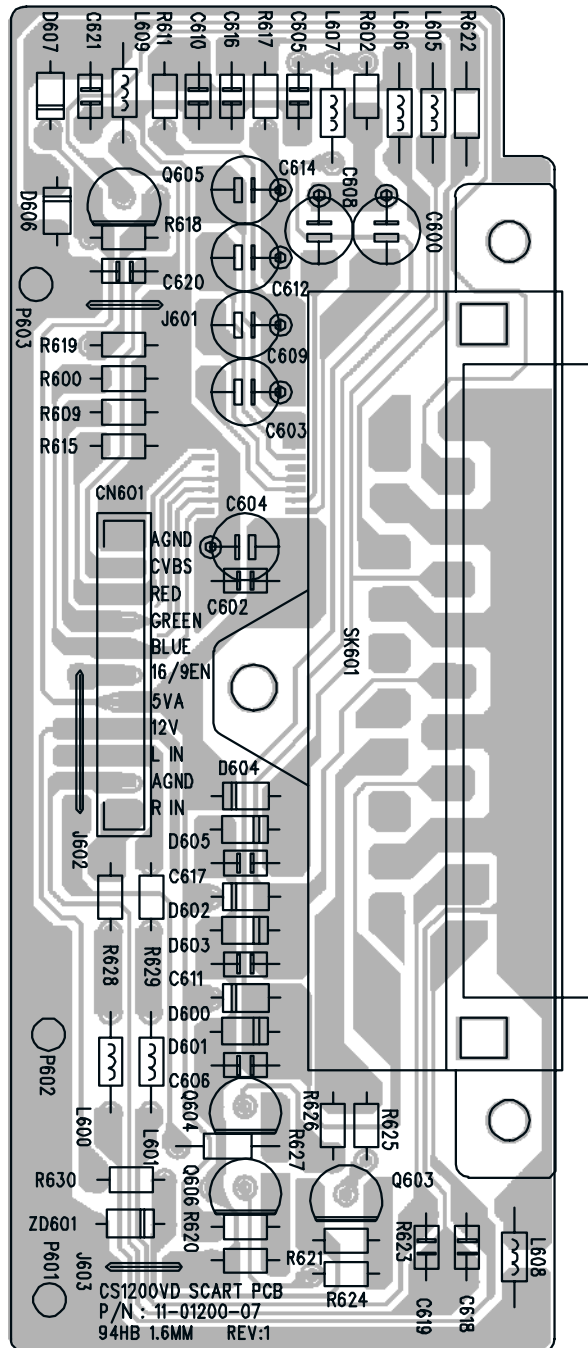 D607
C621
L609
R611
C610
C616
R617
C605
L607
R602
L606
L605
R622
Q605
C614
C608
C600
D606
R618
C620
C612
P603
J601
R619
C609
R600
R609
C603
R615
CN601
C604
AGND
CVBS
RED
C602
GREEN
BLUE
16/9EN
SK601
5VA
12V
L IN
D604
AGND
R IN
J602
D605
C617
D602
R628
R629
D603
C611
D600
P602
D601
C606
L600
L601
Q604
R626
R625
R627
R630
Q606
Q603
ZD601
R620
P601
J603
R621
R623
L608
CS1200VD SCART PCB
R624
P/N : 11-01200-07
C619
C618
94HB 1.6MM REV:1